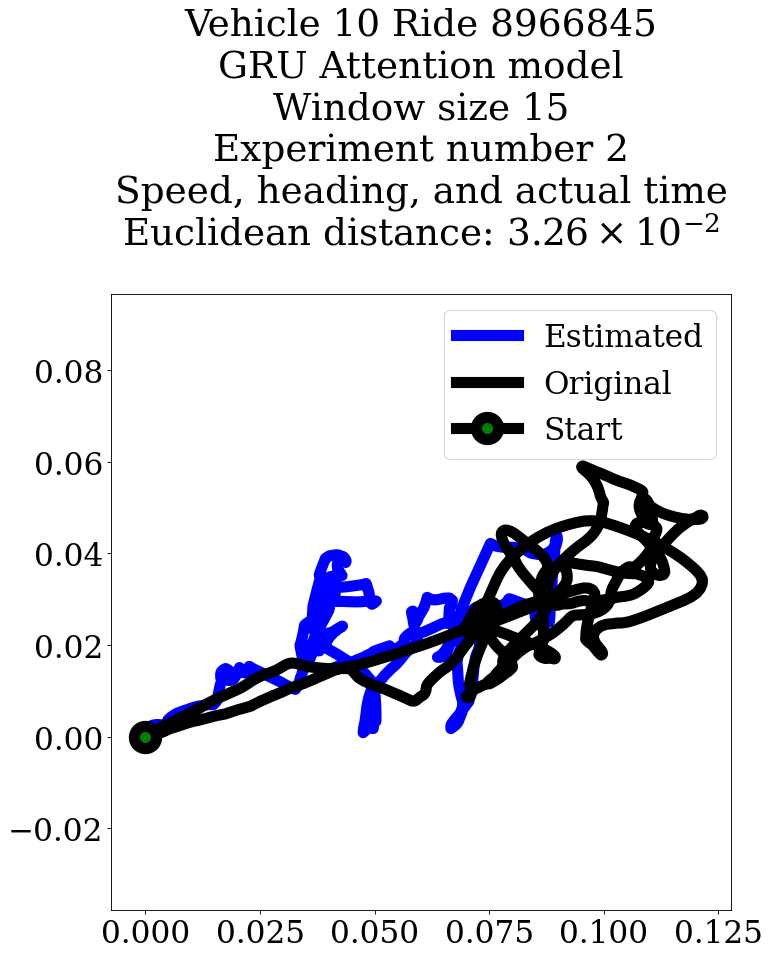 Vehicle 10 Ride 8966845
GRU Attention model
Window size 15
Experiment number 2
Speed, heading, and actual time
Euclidean distance: 3.26 × 10⁻²
Estimated
Original
Start
0.08
0.06
0.04
0.02
0.00
−0.02
0.000 0.025 0.050 0.075 0.100 0.125